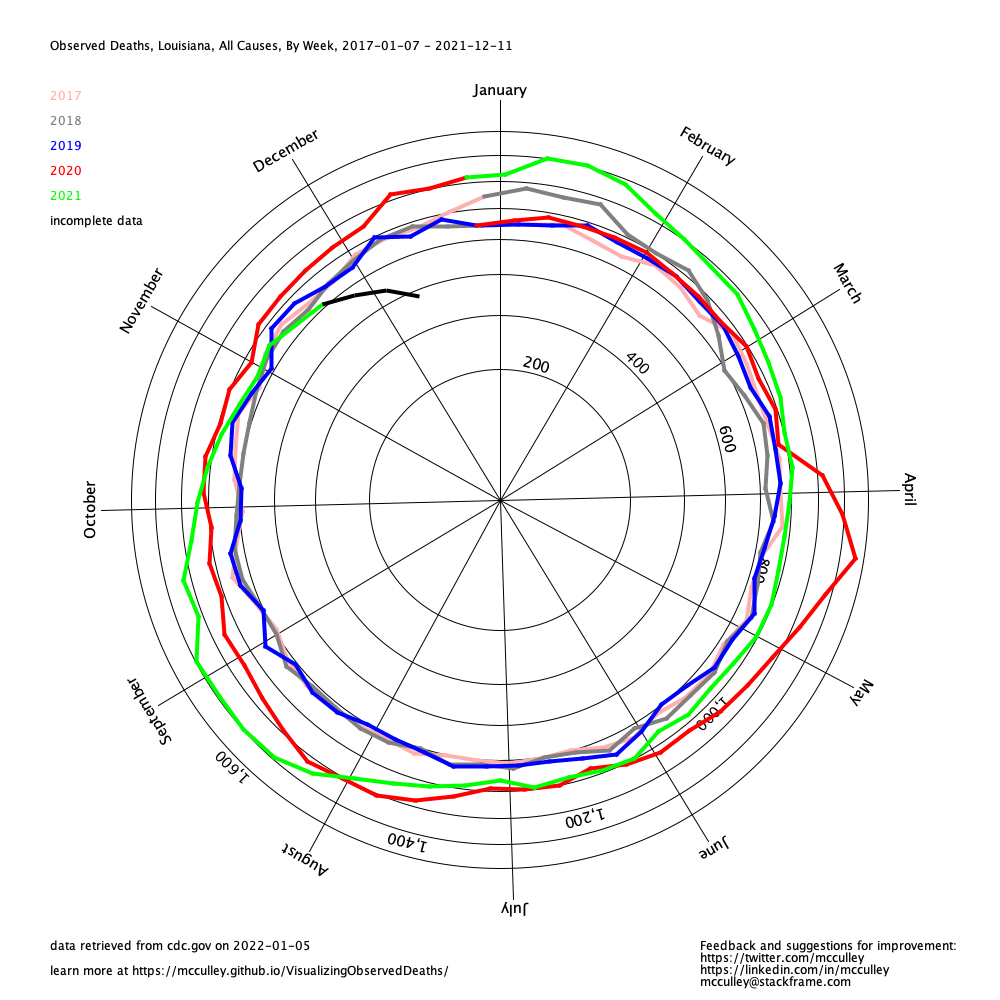 Observed Deaths, Louisiana, All Causes, By Week, 2017-01-07 - 2021-12-11
2017
2018
2019
2020
2021
incomplete data
January
February
March
April
May
June
July
August
September
October
November
December
200
400
600
800
1,000
1,200
1,400
1,600
data retrieved from cdc.gov on 2022-01-05
learn more at https://mcculley.github.io/VisualizingObservedDeaths/
Feedback and suggestions for improvement:
https://twitter.com/mcculley
https://linkedin.com/in/mcculley
mcculley@stackframe.com